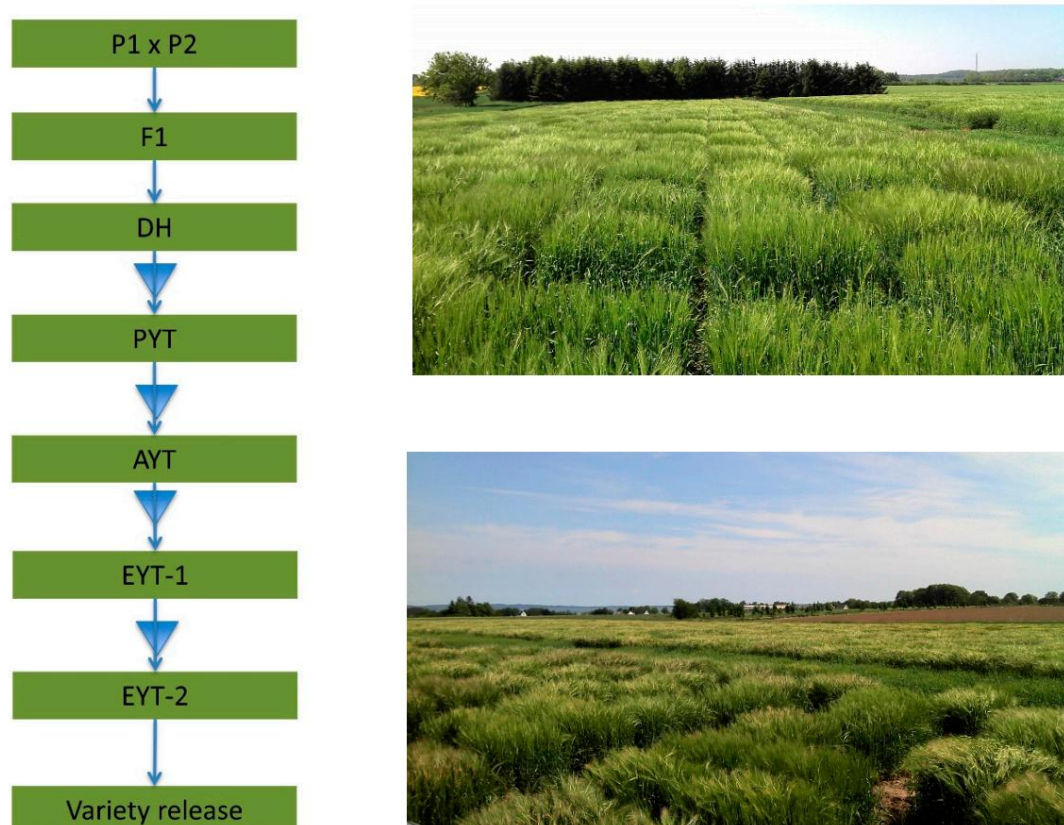 P1 x P2
F1
DH
PYT
AYT
EYT-1
EYT-2
Variety release